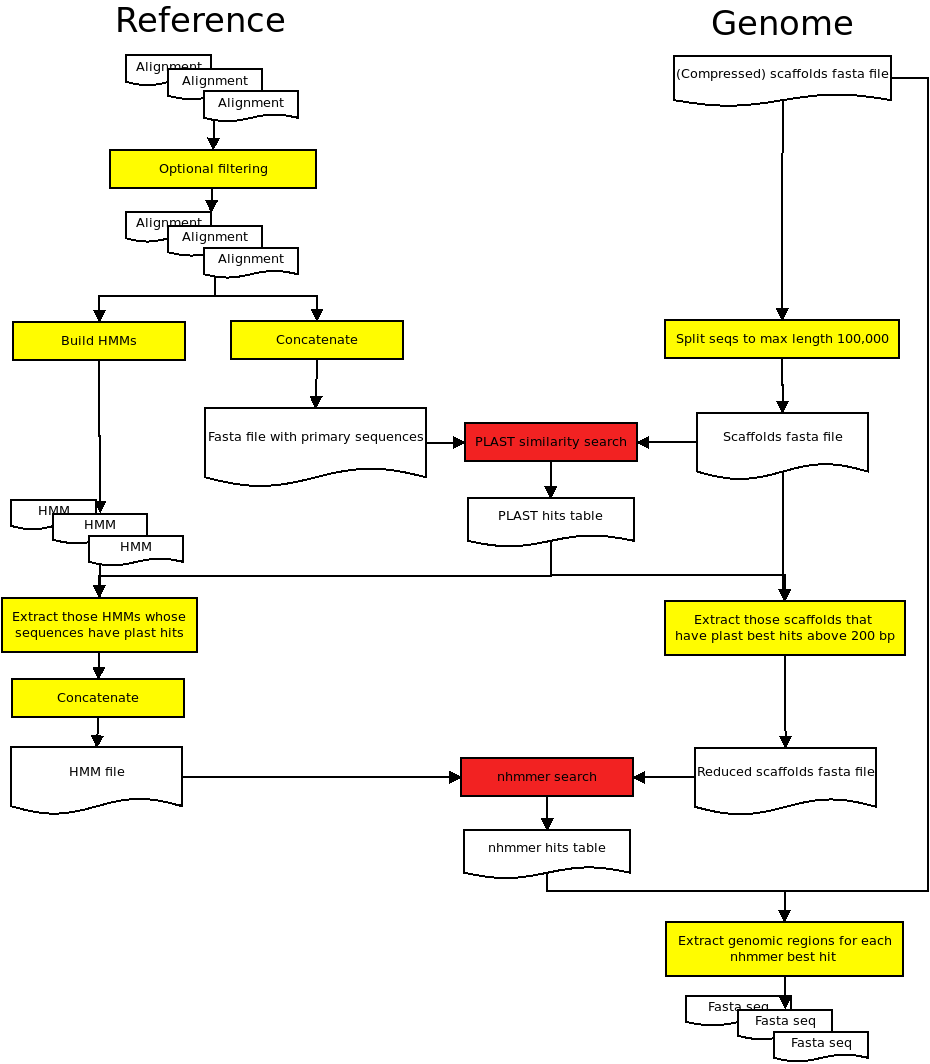 Reference
Genome
Alignment
Alignment
Alignment
(Compressed) scaffolds fasta file
Optional filtering
Alignment
Alignment
Alignment
Build HMMs
Concatenate
Split seqs to max length 100,000
Fasta file with primary sequences
PLAST similarity search
Scaffolds fasta file
HMM
HMM
HMM
PLAST hits table
Extract those HMMs whose
sequences have plast hits
Extract those scaffolds that
have plast best hits above 200 bp
Concatenate
HMM file
nhmmer search
Reduced scaffolds fasta file
nhmmer hits table
Extract genomic regions for each
nhmmer best hit
Fasta seq
Fasta seq
Fasta seq